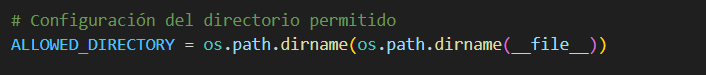 # Configuración del directorio permitido
ALLOWED_DIRECTORY = os.path.dirname(os.path.dirname(__file__))